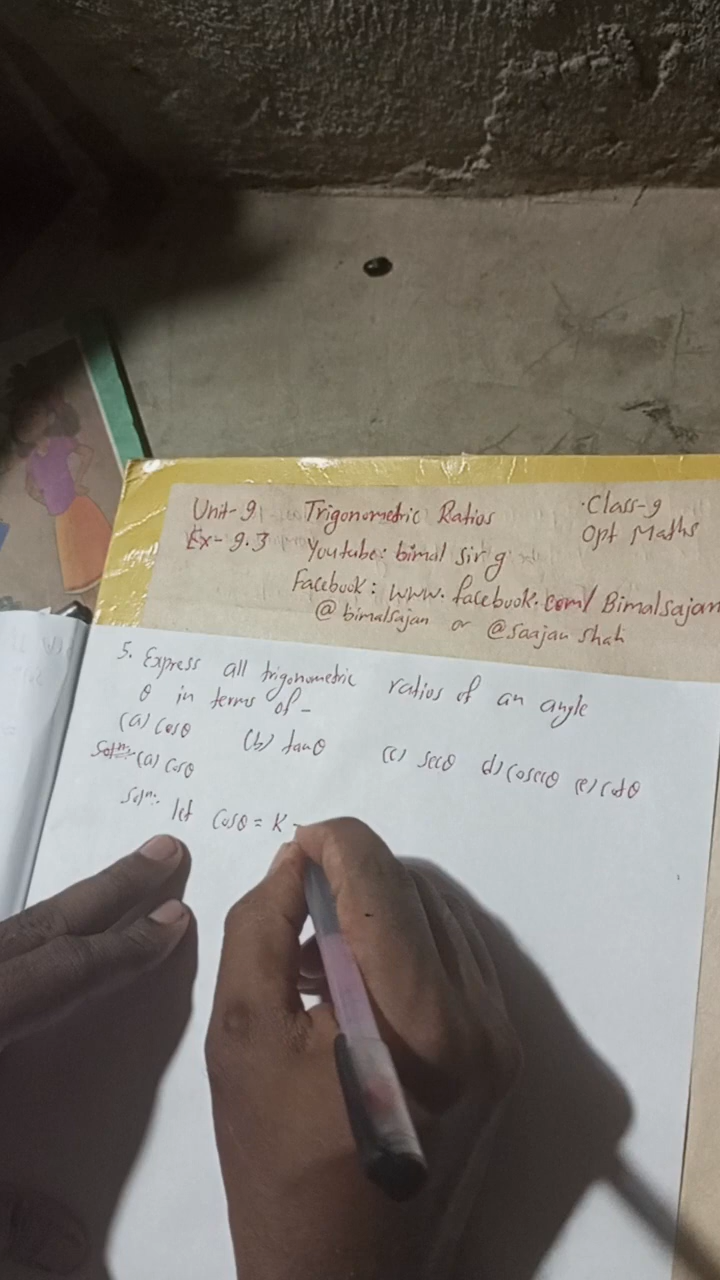 Unit-9 Trigonometric Ratios Class-9
Ex-9.3 Youtube: bimal sir g Opt Maths
Facebook: www.facebook.com/Bimalsajan
@bimalsajan or @saajan shah
5. Express all trigonometric ratios of an angle
θ in terms of -
(a) cosθ (b) tanθ (c) secθ d) cosecθ (e) cotθ
Solⁿ:- (a) cosθ
Solⁿ:- let cosθ = K